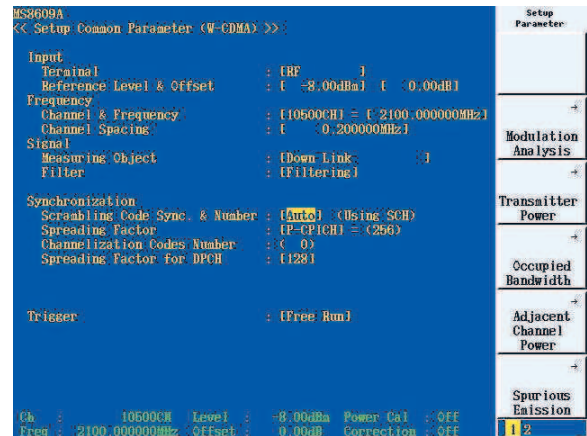 MS8609A
<< Setup Common Parameter (W-CDMA) >>
Input
Terminal : [RF ]
Reference Level & Offset : [ -8.00dBm] [ 0.00dB]
Frequency
Channel & Frequency : [10500CH] = [ 2100.000000MHz]
Channel Spacing : [ 0.200000MHz]
Signal
Measuring Object : [Down Link ]
Filter : [Filtering]
Synchronization
Scrambling Code Sync. & Number : [Auto] (Using SCH)
Spreading Factor : [P-CPICH] = (256)
Channelization Codes Number : ( 0)
Spreading Factor for DPCH : [128]
Trigger : [Free Run]
Ch : 10500CH Level : -8.00dBm Power Cal : Off
Freq : 2100.000000MHz Offset : 0.00dB Correction : Off
Setup
Parameter
→
Modulation
Analysis
→
Transmitter
Power
→
Occupied
Bandwidth
→
Adjacent
Channel
Power
→
Spurious
Emission
1 2